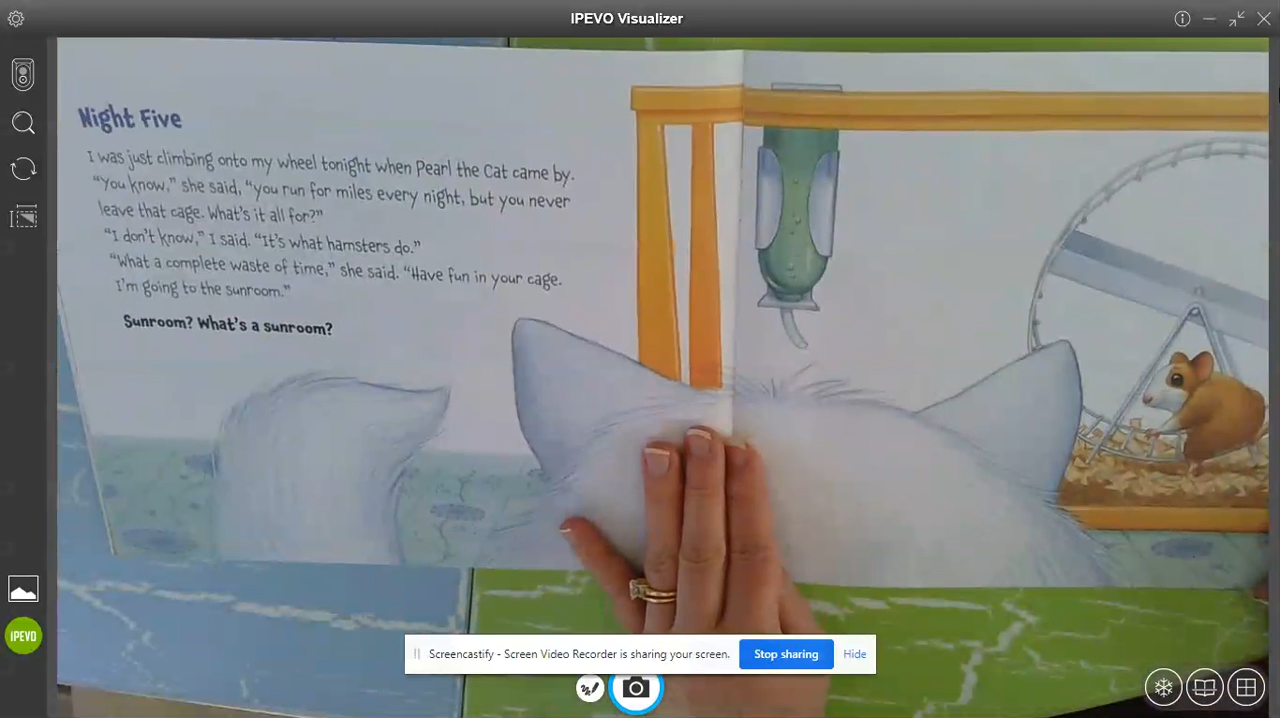 IPEVO Visualizer
Night Five
I was just climbing onto my wheel tonight when Pearl the Cat came by.
“You know,” she said, “you run for miles every night, but you never
leave that cage. What’s it all for?”
“I don’t know,” I said. “It’s what hamsters do.”
“What a complete waste of time,” she said. “Have fun in your cage.
I’m going to the sunroom.”
Sunroom? What’s a sunroom?
IPEVO
Screencastify - Screen Video Recorder is sharing your screen.
Stop sharing
Hide